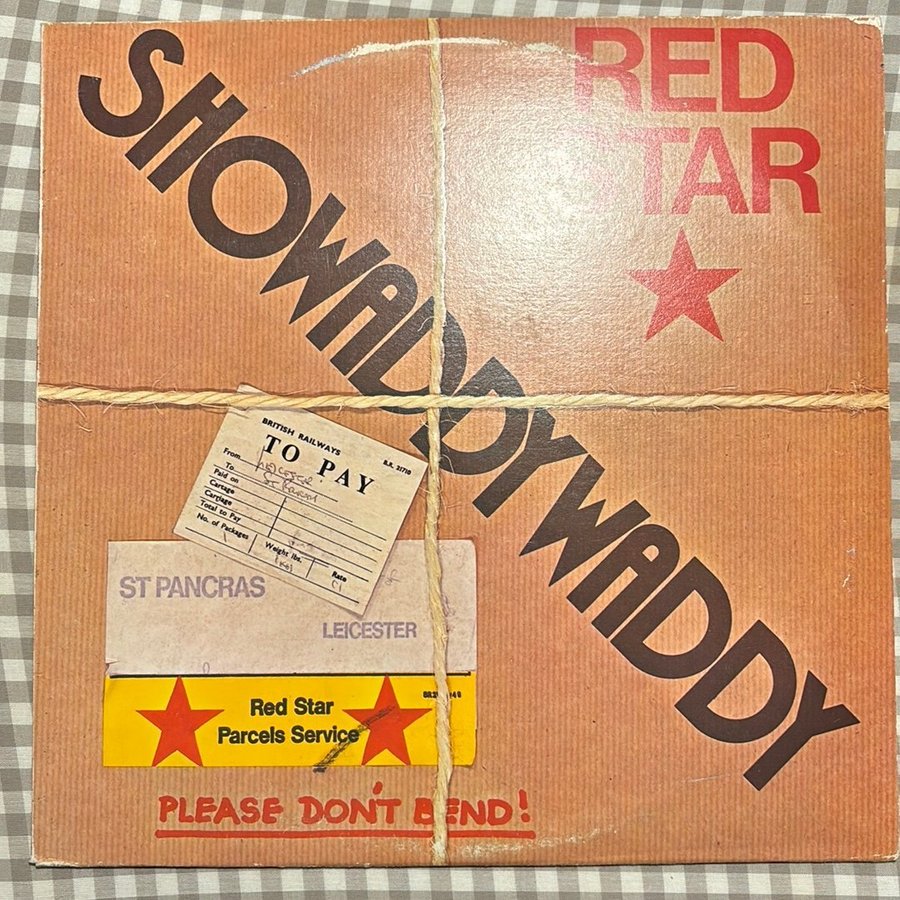 SHOWADDYWADDY
RED
STAR
BRITISH RAILWAYS
B.R. 21710
TO PAY
From
To
Paid on
Cartage
Carriage
Total to Pay
No. of Packages
Weight lbs.
Rate
ST PANCRAS
LEICESTER
Red Star
Parcels Service
PLEASE DON'T BEND!